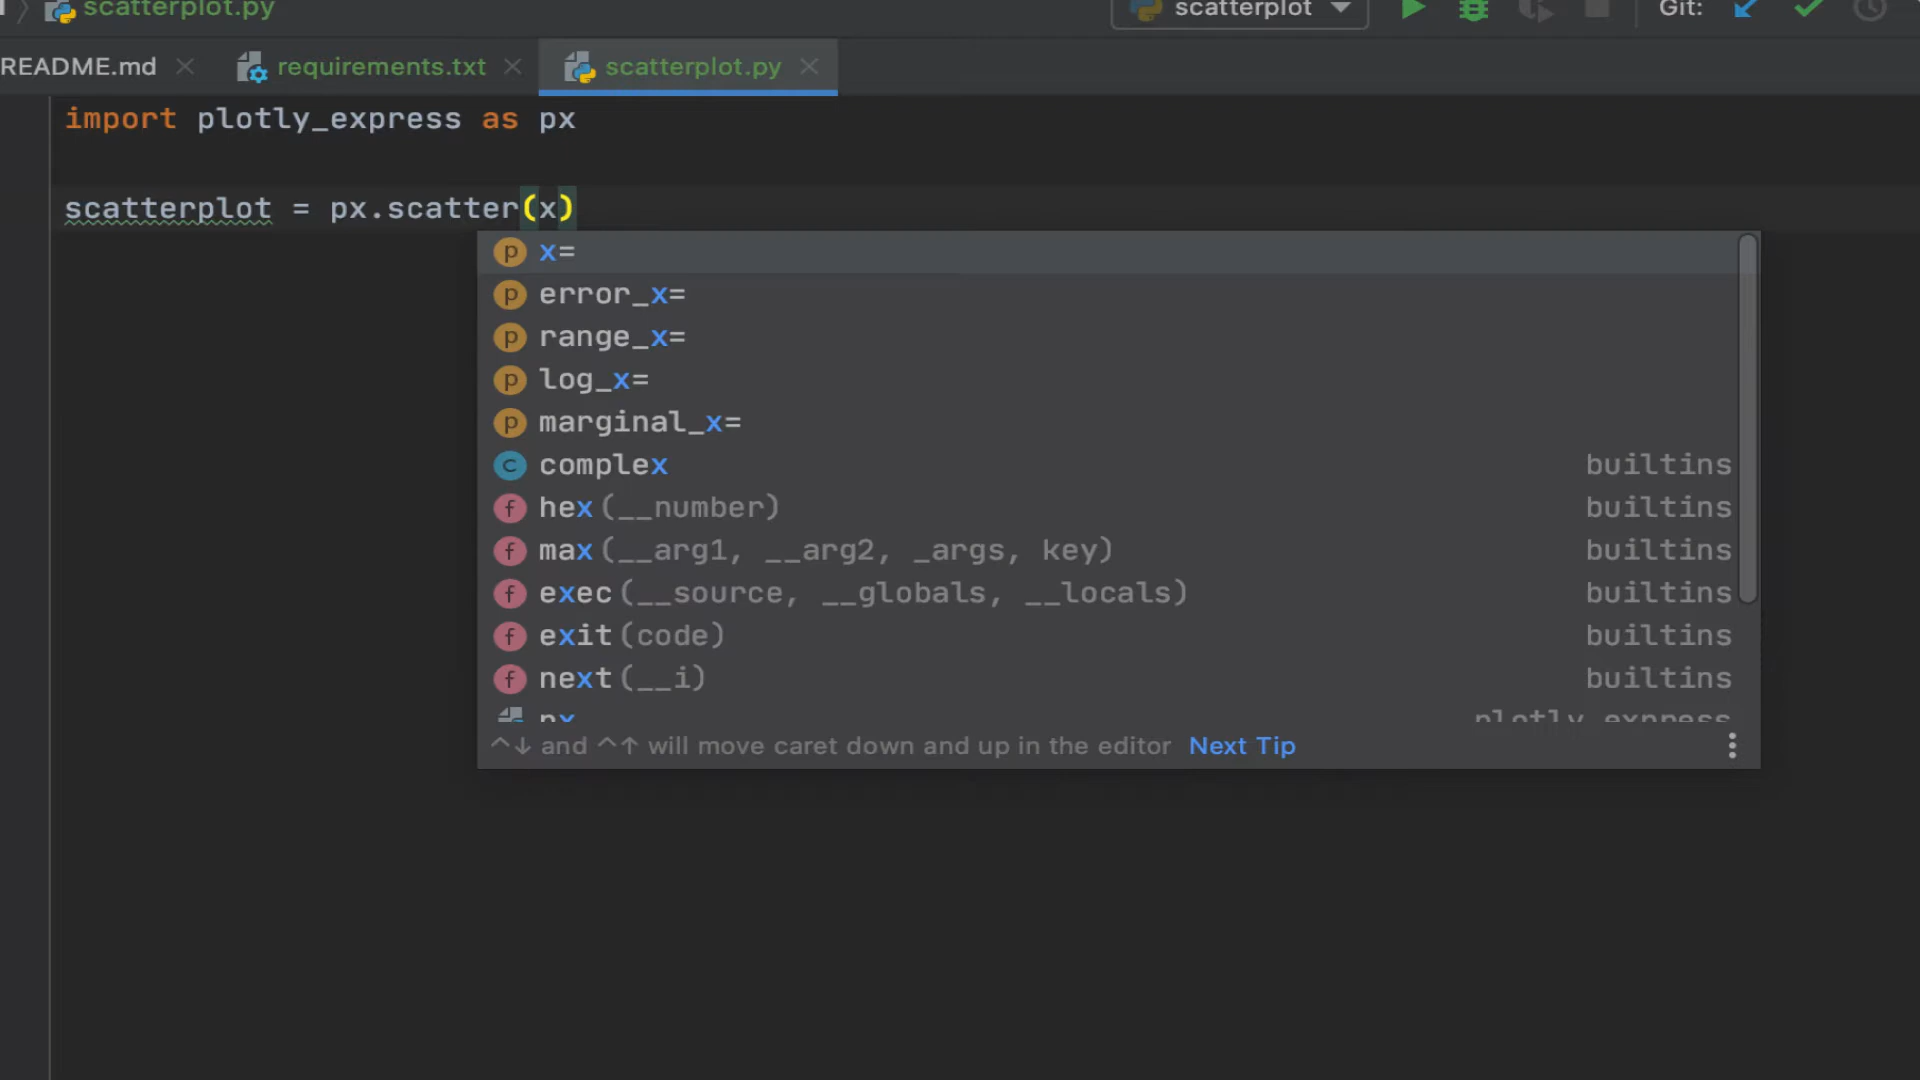 scatterplot.py
scatterplot
Git:
README.md
requirements.txt
scatterplot.py
import plotly_express as px
scatterplot = px.scatter(x)
x=
error_x=
range_x=
log_x=
marginal_x=
complex builtins
hex(__number) builtins
max(__arg1, __arg2, _args, key) builtins
exec(__source, __globals, __locals) builtins
exit(code) builtins
next(__i) builtins
px plotly_express
^↓ and ^↑ will move caret down and up in the editor Next Tip